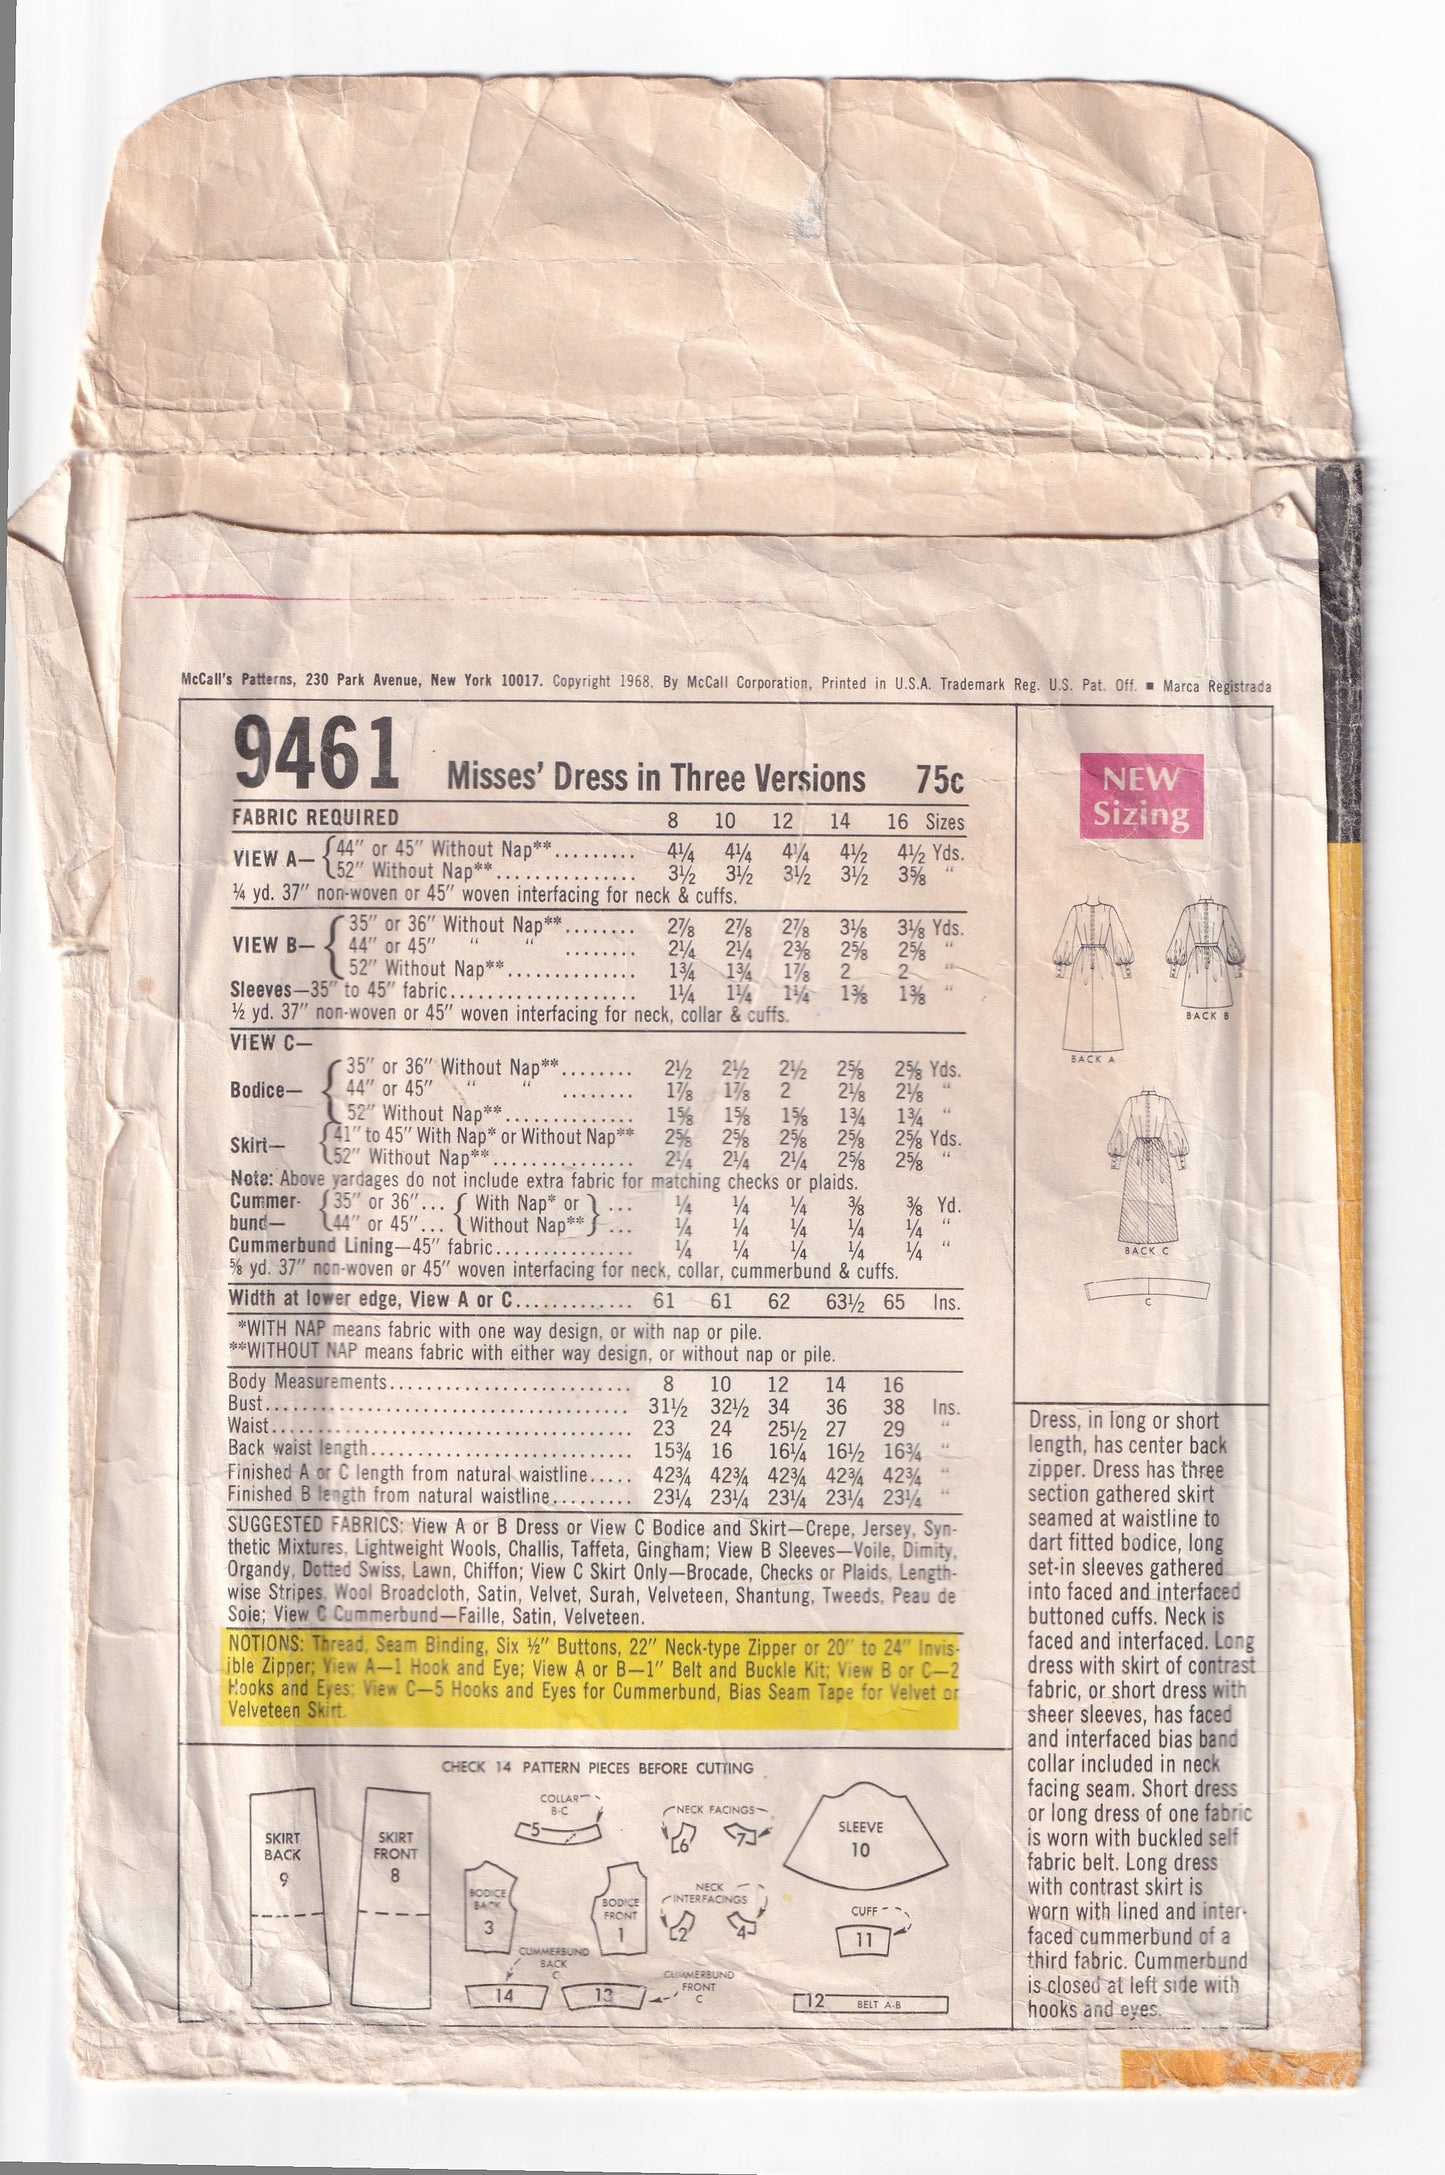 McCall's Patterns, 230 Park Avenue, New York 10017. Copyright 1968, By McCall Corporation, Printed in U.S.A. Trademark Reg. U.S. Pat. Off. ■ Marca Registrada
9461 Misses' Dress in Three Versions 75c
FABRIC REQUIRED 8 10 12 14 16 Sizes
VIEW A— {44" or 45" Without Nap**......... 4¼ 4¼ 4¼ 4½ 4½ Yds.
52" Without Nap**............... 3½ 3½ 3½ 3½ 3⅝ "
¼ yd. 37" non-woven or 45" woven interfacing for neck & cuffs.
35" or 36" Without Nap**........ 2⅞ 2⅞ 2⅞ 3⅛ 3⅛ Yds.
VIEW B— { 44" or 45" " " ........ 2¼ 2¼ 2⅜ 2⅝ 2⅝ "
52" Without Nap**.............. 1¾ 1¾ 1⅞ 2 2 "
Sleeves—35" to 45" fabric.................... 1¼ 1¼ 1¼ 1⅜ 1⅜ "
½ yd. 37" non-woven or 45" woven interfacing for neck, collar & cuffs.
VIEW C—
35" or 36" Without Nap**........ 2½ 2½ 2½ 2⅝ 2⅝ Yds.
Bodice— { 44" or 45" " " ........ 1⅞ 1⅞ 2 2⅛ 2⅛ "
52" Without Nap**.............. 1⅝ 1⅝ 1⅝ 1¾ 1¾ "
Skirt— {41" to 45" With Nap* or Without Nap** 2⅝ 2⅝ 2⅝ 2⅝ 2⅝ Yds.
52" Without Nap**............... 2¼ 2¼ 2¼ 2⅝ 2⅝ "
Note: Above yardages do not include extra fabric for matching checks or plaids.
Cummer- {35" or 36"... { With Nap* or } ... ¼ ¼ ¼ ⅜ ⅜ Yd.
bund— 44" or 45"... Without Nap** ... ¼ ¼ ¼ ¼ ¼ "
Cummerbund Lining—45" fabric............... ¼ ¼ ¼ ¼ ¼ "
⅝ yd. 37" non-woven or 45" woven interfacing for neck, collar, cummerbund & cuffs.
Width at lower edge, View A or C............. 61 61 62 63½ 65 Ins.
*WITH NAP means fabric with one way design, or with nap or pile.
**WITHOUT NAP means fabric with either way design, or without nap or pile.
Body Measurements.......................... 8 10 12 14 16
Bust........................................ 31½ 32½ 34 36 38 Ins.
Waist....................................... 23 24 25½ 27 29 "
Back waist length............................ 15¾ 16 16¼ 16½ 16¾ "
Finished A or C length from natural waistline..... 42¾ 42¾ 42¾ 42¾ 42¾ "
Finished B length from natural waistline......... 23¼ 23¼ 23¼ 23¼ 23¼ "
SUGGESTED FABRICS: View A or B Dress or View C Bodice and Skirt—Crepe, Jersey, Syn-
thetic Mixtures, Lightweight Wools, Challis, Taffeta, Gingham; View B Sleeves—Voile, Dimity,
Organdy, Dotted Swiss, Lawn, Chiffon; View C Skirt Only—Brocade, Checks or Plaids, Length-
wise Stripes, Wool Broadcloth, Satin, Velvet, Surah, Velveteen, Shantung, Tweeds, Peau de
Soie; View C Cummerbund—Faille, Satin, Velveteen.
NOTIONS: Thread, Seam Binding, Six ½" Buttons, 22" Neck-type Zipper or 20" to 24" Invis-
ible Zipper; View A—1 Hook and Eye; View A or B—1" Belt and Buckle Kit; View B or C—2
Hooks and Eyes; View C—5 Hooks and Eyes for Cummerbund, Bias Seam Tape for Velvet or
Velveteen Skirt.
NEW
Sizing
BACK A
BACK B
BACK C
C
Dress, in long or short
length, has center back
zipper. Dress has three
section gathered skirt
seamed at waistline to
dart fitted bodice, long
set-in sleeves gathered
into faced and interfaced
buttoned cuffs. Neck is
faced and interfaced. Long
dress with skirt of contrast
fabric, or short dress with
sheer sleeves, has faced
and interfaced bias band
collar included in neck
facing seam. Short dress
or long dress of one fabric
is worn with buckled self
fabric belt. Long dress
with contrast skirt is
worn with lined and inter-
faced cummerbund of a
third fabric. Cummerbund
is closed at left side with
hooks and eyes.
CHECK 14 PATTERN PIECES BEFORE CUTTING
SKIRT
BACK
9
SKIRT
FRONT
8
COLLAR
B-C
5
NECK FACINGS
6 7
SLEEVE
10
BODICE
BACK
3
BODICE
FRONT
1
NECK
INTERFACINGS
2 4
CUFF
11
CUMMERBUND
BACK
C
14
13
CUMMERBUND
FRONT
C
12 BELT A-B